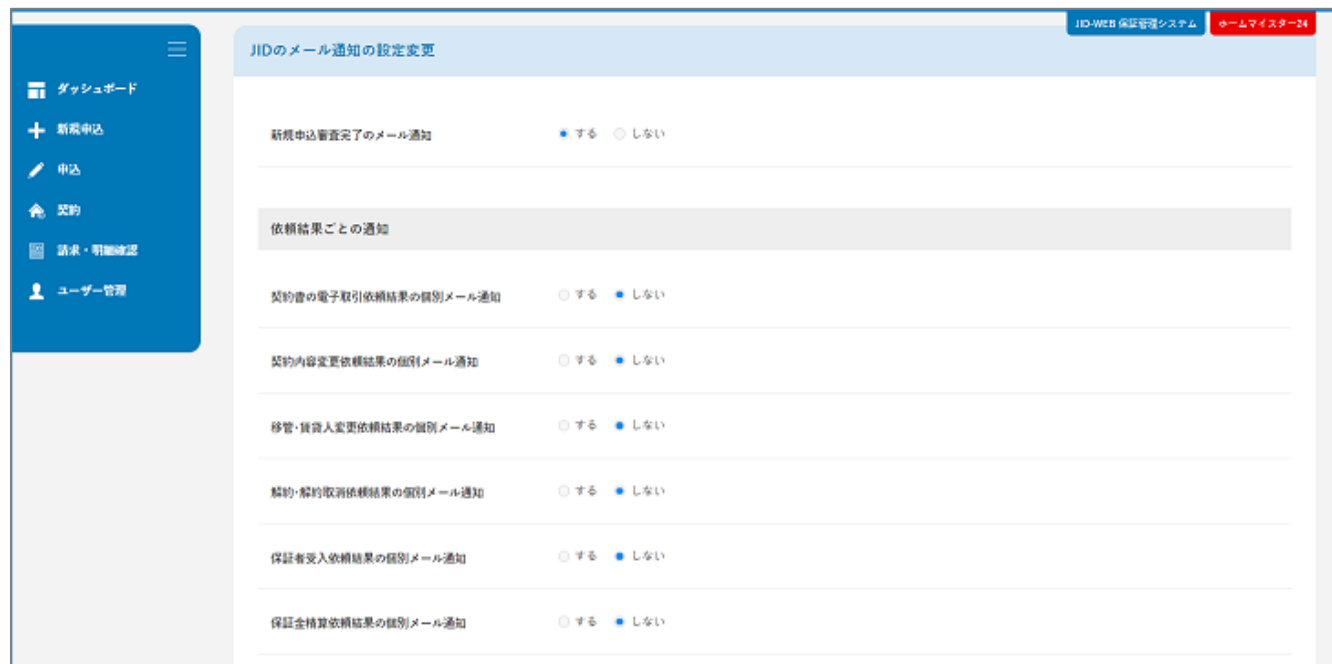 JID-WEB 保証管理システム ホームマイスター24
JIDのメール通知の設定変更
ダッシュボード
新規申込
申込
契約
請求・明細確認
ユーザー管理
新規申込審査完了のメール通知 する しない
依頼結果ごとの通知
契約書の電子取引依頼結果の個別メール通知 する しない
契約内容変更依頼結果の個別メール通知 する しない
移管・賃貸人変更依頼結果の個別メール通知 する しない
解約・解約取消依頼結果の個別メール通知 する しない
保証者受入依頼結果の個別メール通知 する しない
保証金精算依頼結果の個別メール通知 する しない